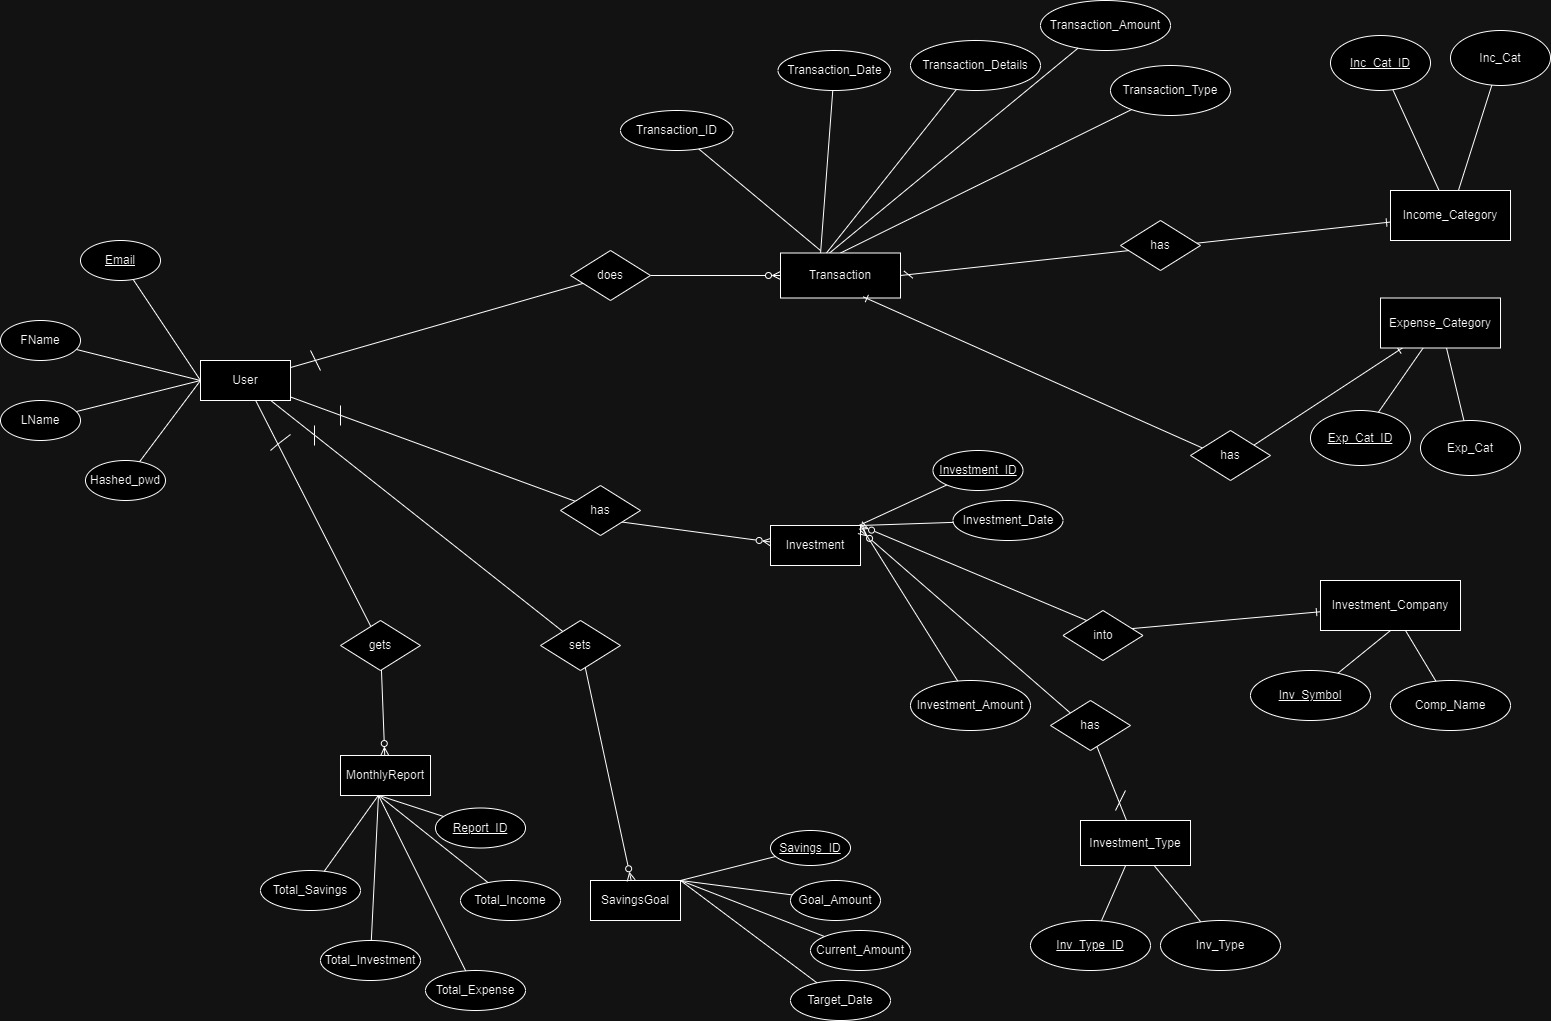 Transaction_Amount
Inc_Cat
Inc_Cat_ID
Transaction_Details
Transaction_Date
Transaction_Type
Transaction_ID
Income_Category
has
Email
does
Transaction
Expense_Category
FName
User
LName
Exp_Cat_ID
Exp_Cat
has
Hashed_pwd
Investment_ID
has
Investment_Date
Investment
Investment_Company
into
gets
sets
Inv_Symbol
Comp_Name
Investment_Amount
has
MonthlyReport
Report_ID
Investment_Type
Savings_ID
Total_Savings
Total_Income
SavingsGoal
Goal_Amount
Inv_Type_ID
Inv_Type
Current_Amount
Total_Investment
Total_Expense
Target_Date